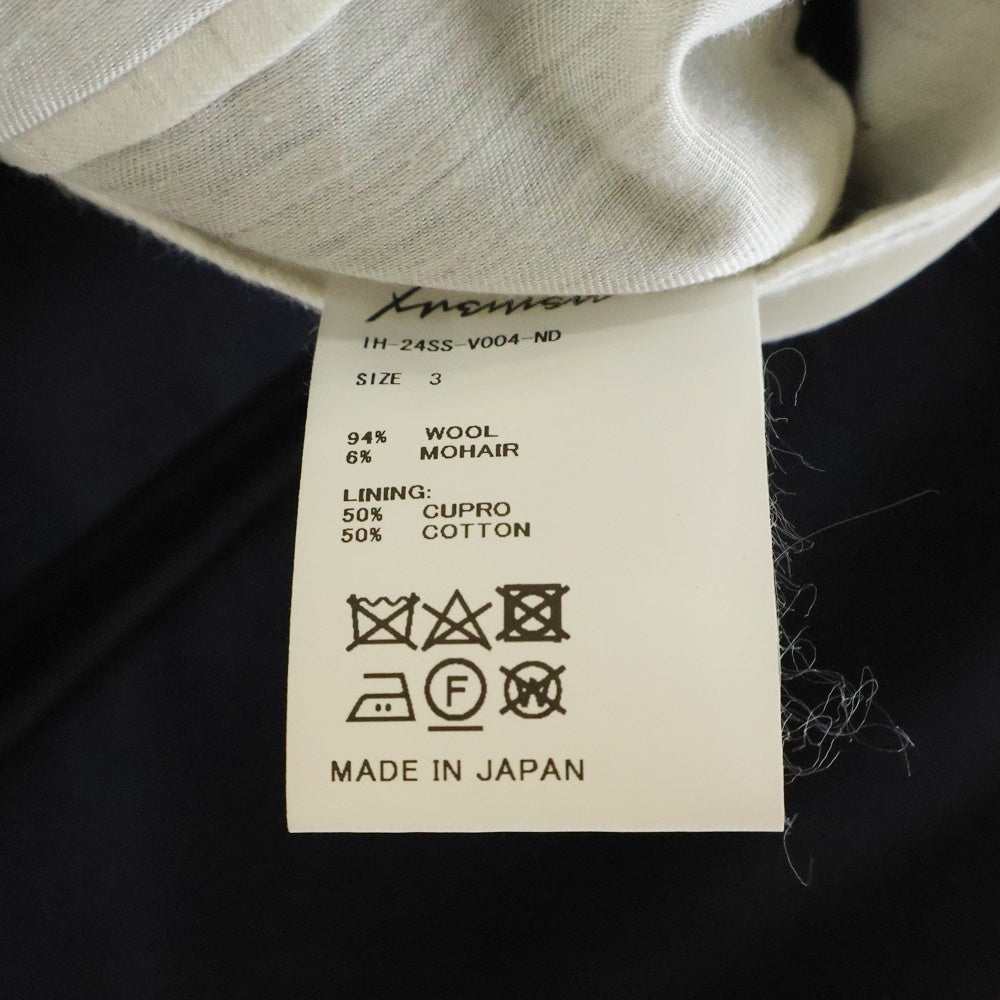 IH-24SS-V004-ND
SIZE 3
94% WOOL
6% MOHAIR
LINING:
50% CUPRO
50% COTTON
F
W
MADE IN JAPAN